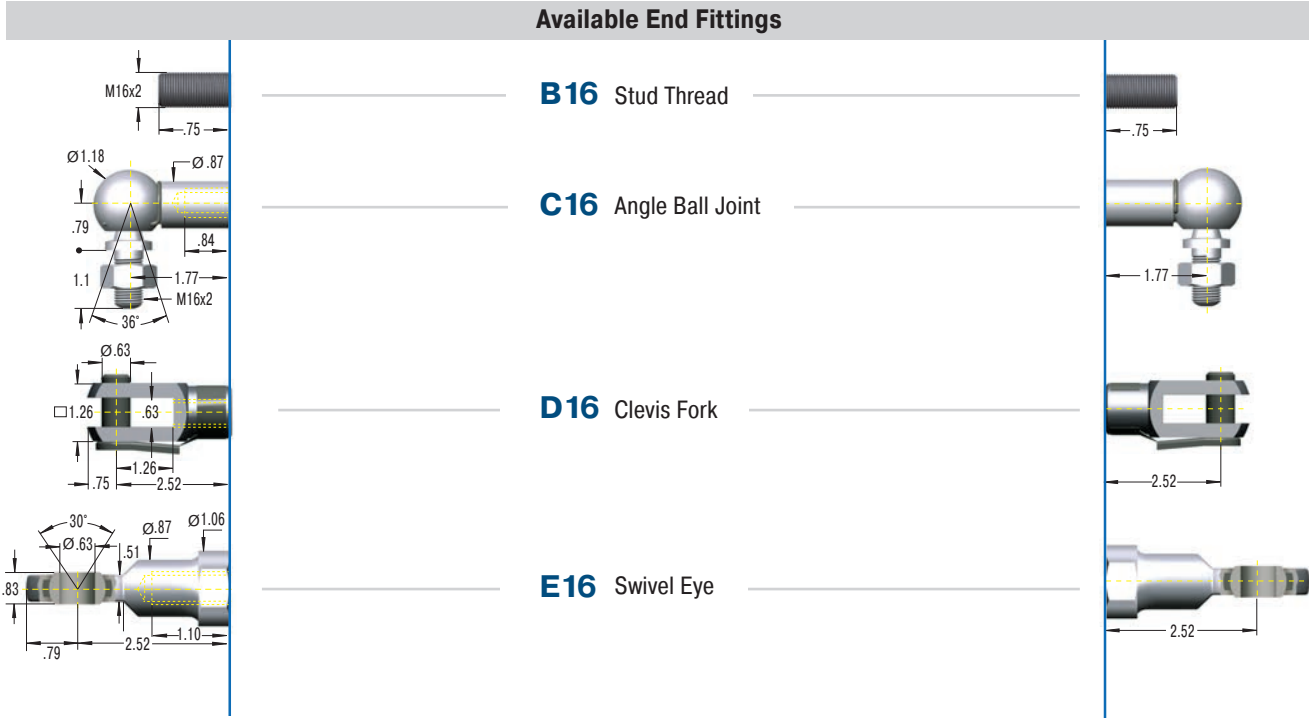 Available End Fittings
M16x2
.75
B16 Stud Thread
.75
Ø1.18
Ø.87
.79
.84
1.1
1.77
M16x2
36°
C16 Angle Ball Joint
1.77
Ø.63
□1.26
.63
1.26
.75
2.52
D16 Clevis Fork
2.52
30°
Ø.63
.51
Ø.87
Ø1.06
.83
1.10
2.52
.79
E16 Swivel Eye
2.52